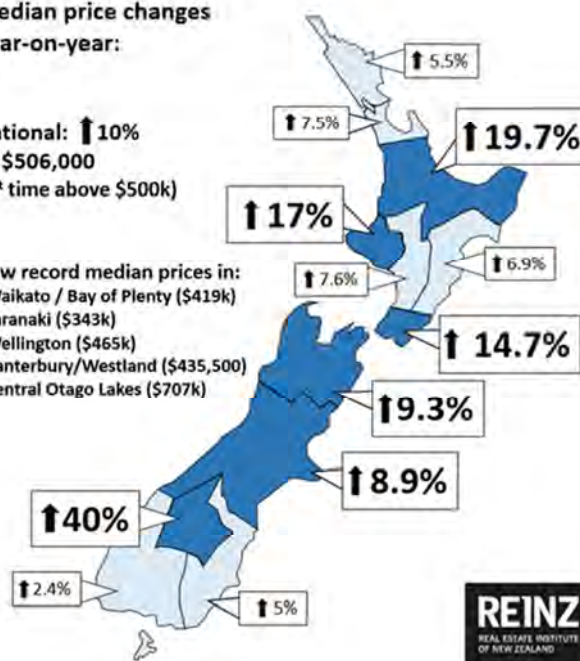 edian price changes
ar-on-year:
tional: ⬆10%
$506,000
time above $500k)
⬆ 5.5%
⬆ 7.5%
⬆ 19.7%
⬆ 17%
⬆ 7.6%
⬆ 6.9%
w record median prices in:
aikato / Bay of Plenty ($419k)
aranaki ($343k)
ellington ($465k)
anterbury/Westland ($435,500)
entral Otago Lakes ($707k)
⬆ 14.7%
⬆9.3%
⬆ 8.9%
⬆40%
⬆ 2.4%
⬆ 5%
REINZ
REAL ESTATE INSTITUTE
OF NEW ZEALAND